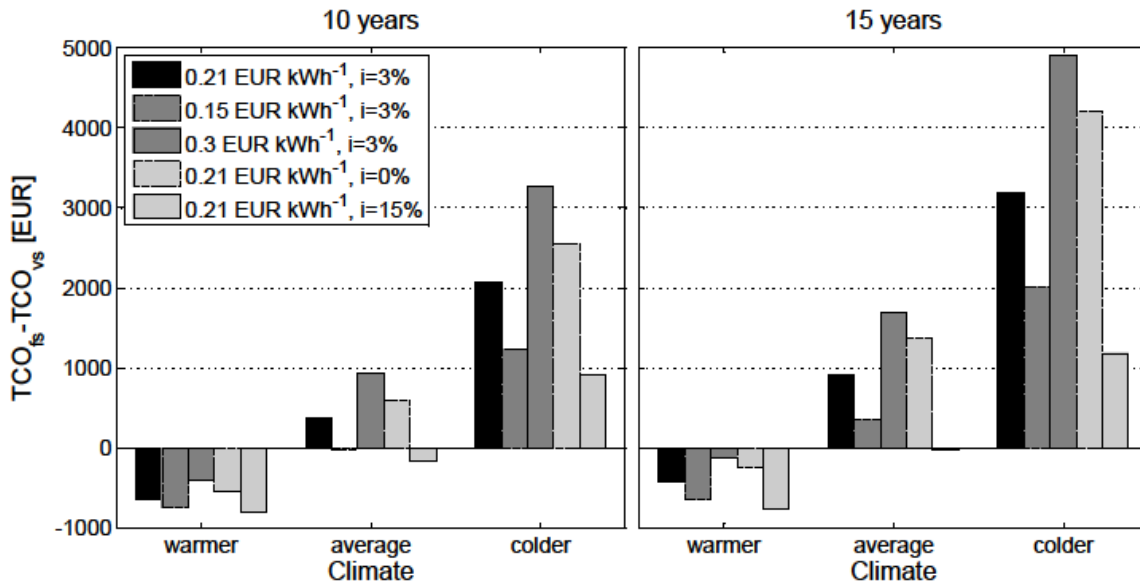 10 years
15 years
TCO_fs-TCO_vs [EUR]
5000
4000
3000
2000
1000
0
-1000
0.21 EUR kWh⁻¹, i=3%
0.15 EUR kWh⁻¹, i=3%
0.3 EUR kWh⁻¹, i=3%
0.21 EUR kWh⁻¹, i=0%
0.21 EUR kWh⁻¹, i=15%
warmer average colder
Climate
warmer average colder
Climate